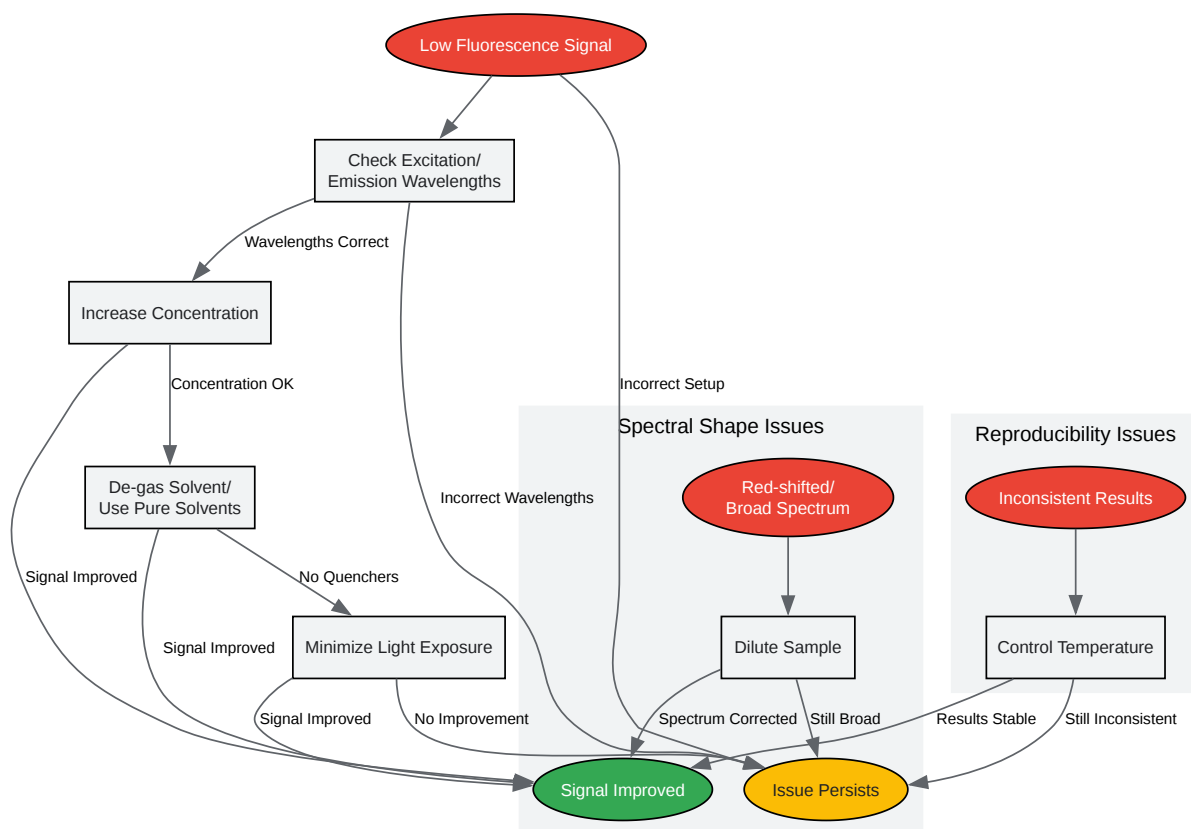 Low Fluorescence Signal
Check Excitation/
Emission Wavelengths
Wavelengths Correct
Increase Concentration
Concentration OK
Incorrect Setup
Spectral Shape Issues
Reproducibility Issues
De-gas Solvent/
Use Pure Solvents
Incorrect Wavelengths
Red-shifted/
Broad Spectrum
Inconsistent Results
Signal Improved
No Quenchers
Signal Improved
Minimize Light Exposure
Dilute Sample
Control Temperature
Signal Improved
No Improvement
Spectrum Corrected
Still Broad
Results Stable
Still Inconsistent
Signal Improved
Issue Persists